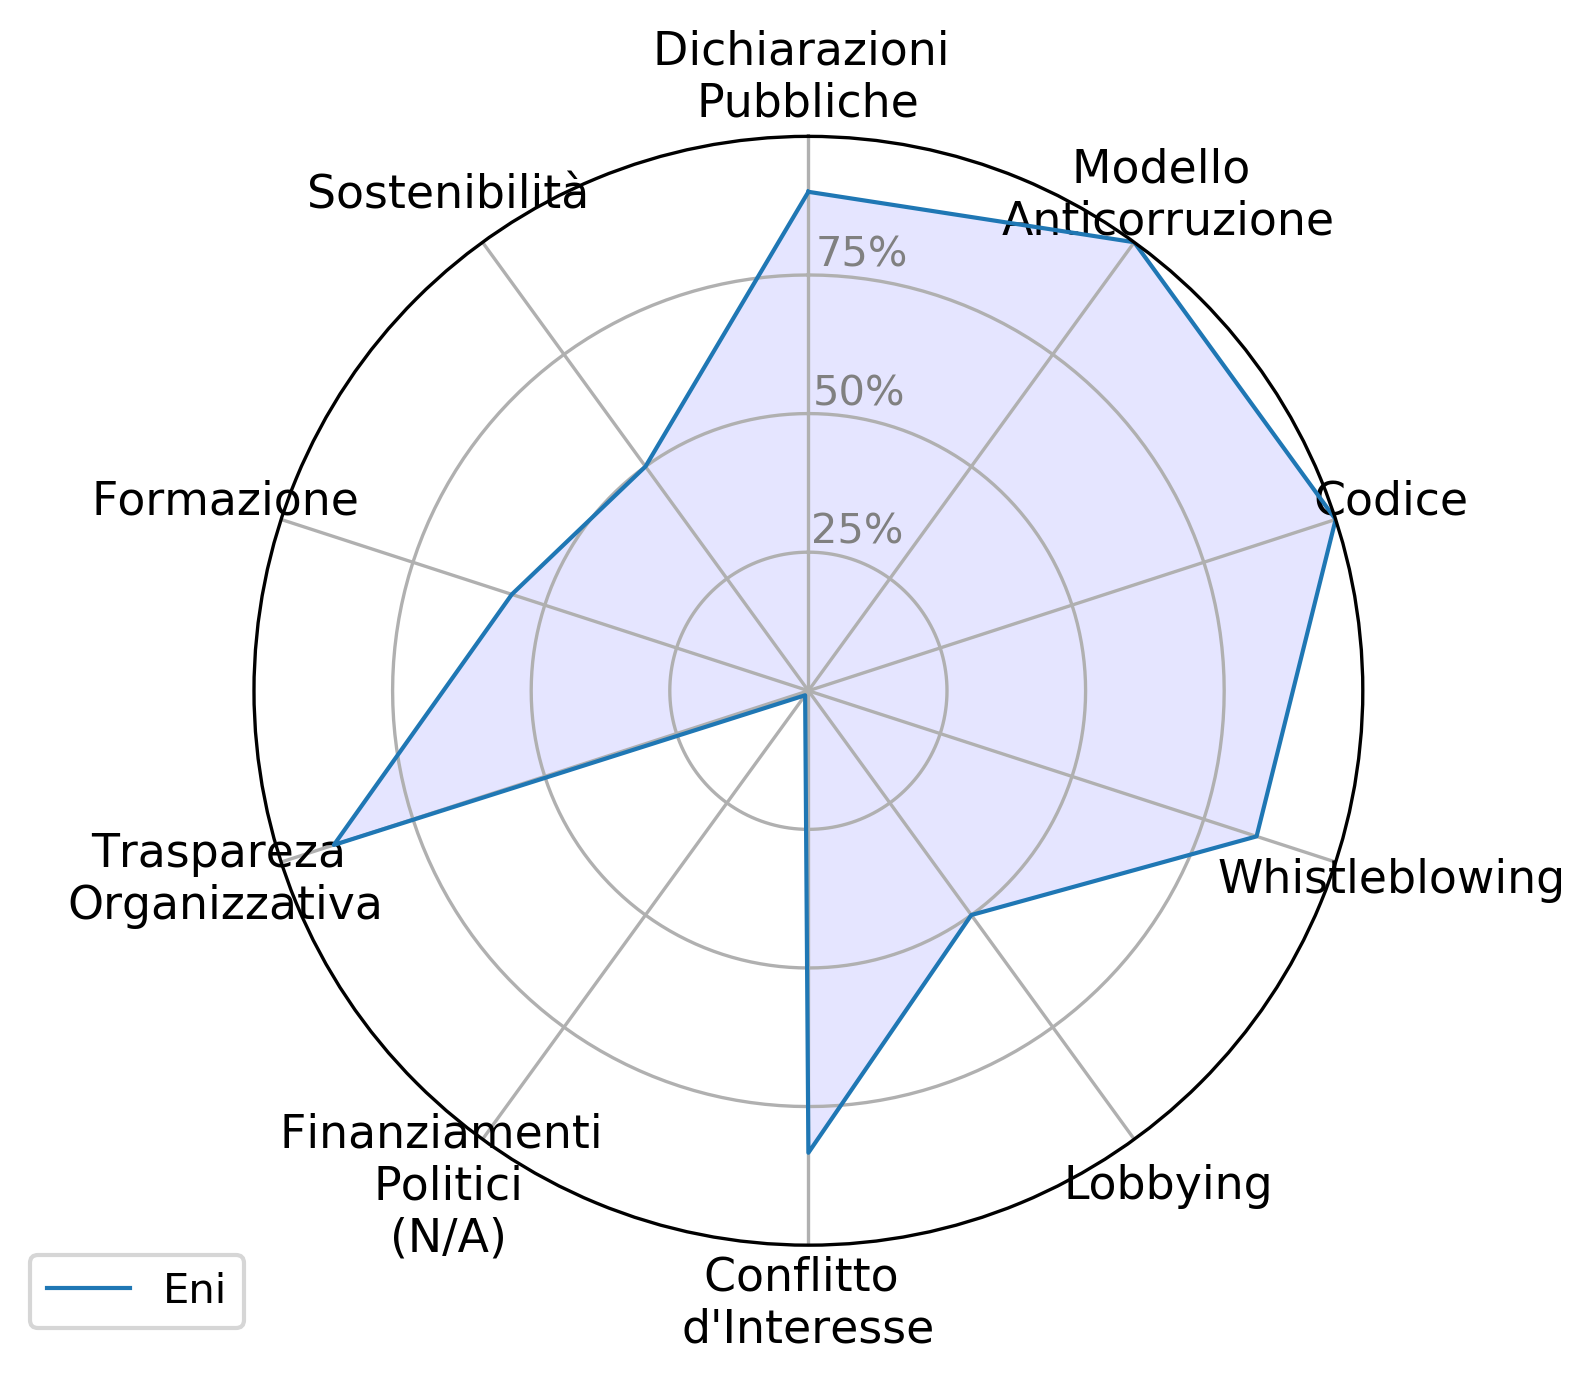 Dichiarazioni
Pubbliche
Modello
Anticorruzione
Sostenibilità
75%
50%
Formazione
Codice
25%
Traspareza
Organizzativa
Whistleblowing
Finanziamenti
Politici
(N/A)
Lobbying
Conflitto
d'Interesse
Eni